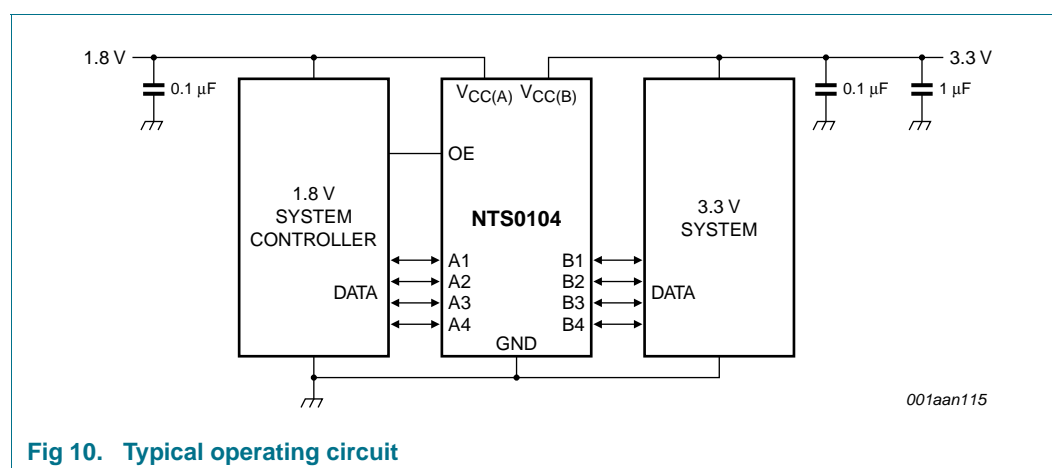 1.8 V
3.3 V
0.1 μF
VCC(A) VCC(B)
0.1 μF
1 μF
OE
1.8 V
SYSTEM
CONTROLLER
NTS0104
3.3 V
SYSTEM
A1
B1
A2
B2
DATA
DATA
A3
B3
A4
B4
GND
001aan115
Fig 10. Typical operating circuit